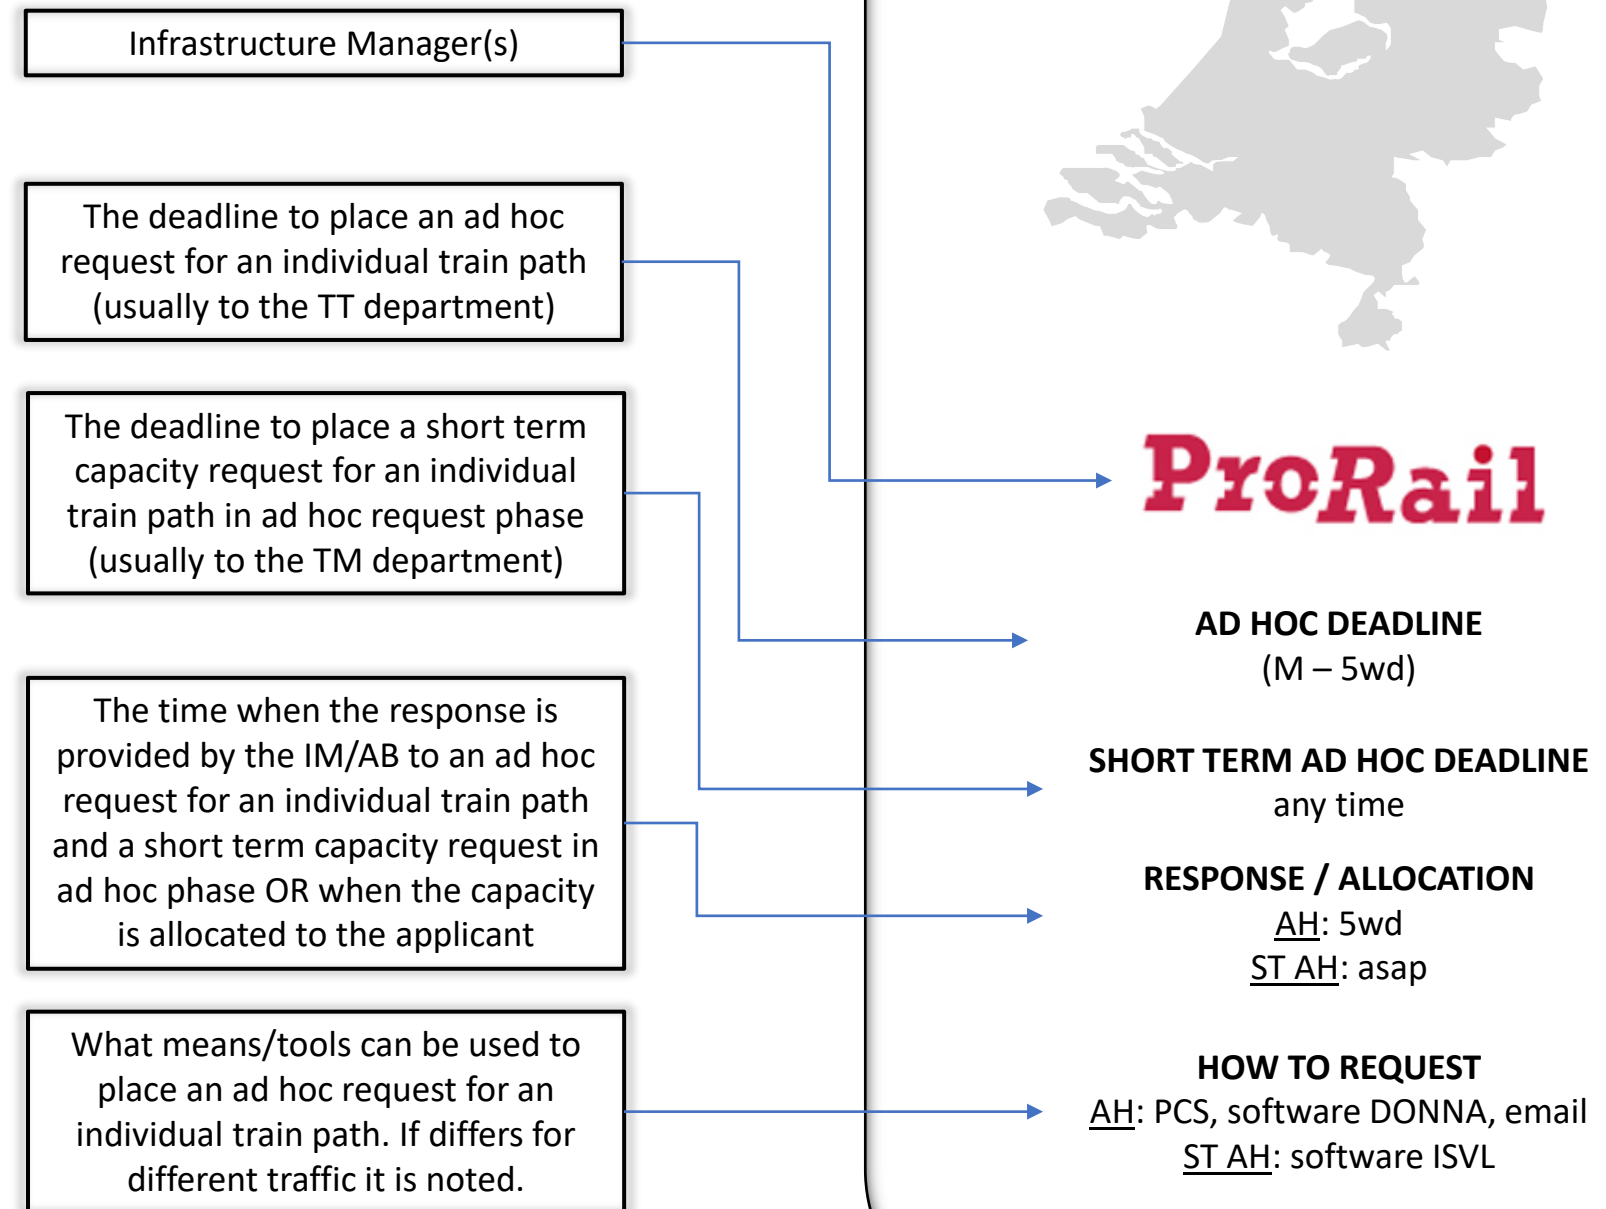 Infrastructure Manager(s)
The deadline to place an ad hoc
request for an individual train path
(usually to the TT department)
The deadline to place a short term
capacity request for an individual
train path in ad hoc request phase
(usually to the TM department)
The time when the response is
provided by the IM/AB to an ad hoc
request for an individual train path
and a short term capacity request in
ad hoc phase OR when the capacity
is allocated to the applicant
What means/tools can be used to
place an ad hoc request for an
individual train path. If differs for
different traffic it is noted.
ProRail
AD HOC DEADLINE
(M – 5wd)
SHORT TERM AD HOC DEADLINE
any time
RESPONSE / ALLOCATION
AH: 5wd
ST AH: asap
HOW TO REQUEST
AH: PCS, software DONNA, email
ST AH: software ISVL